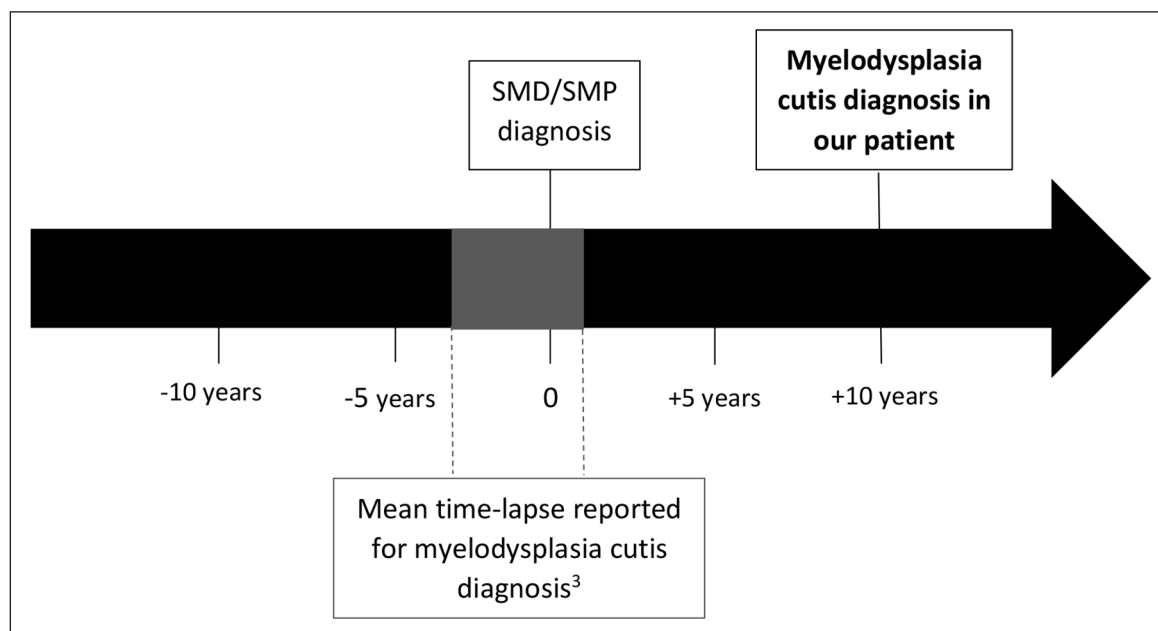 SMD/SMP
diagnosis
Myelodysplasia
cutis diagnosis in
our patient
-10 years
-5 years
0
+5 years
+10 years
Mean time-lapse reported
for myelodysplasia cutis
diagnosis³